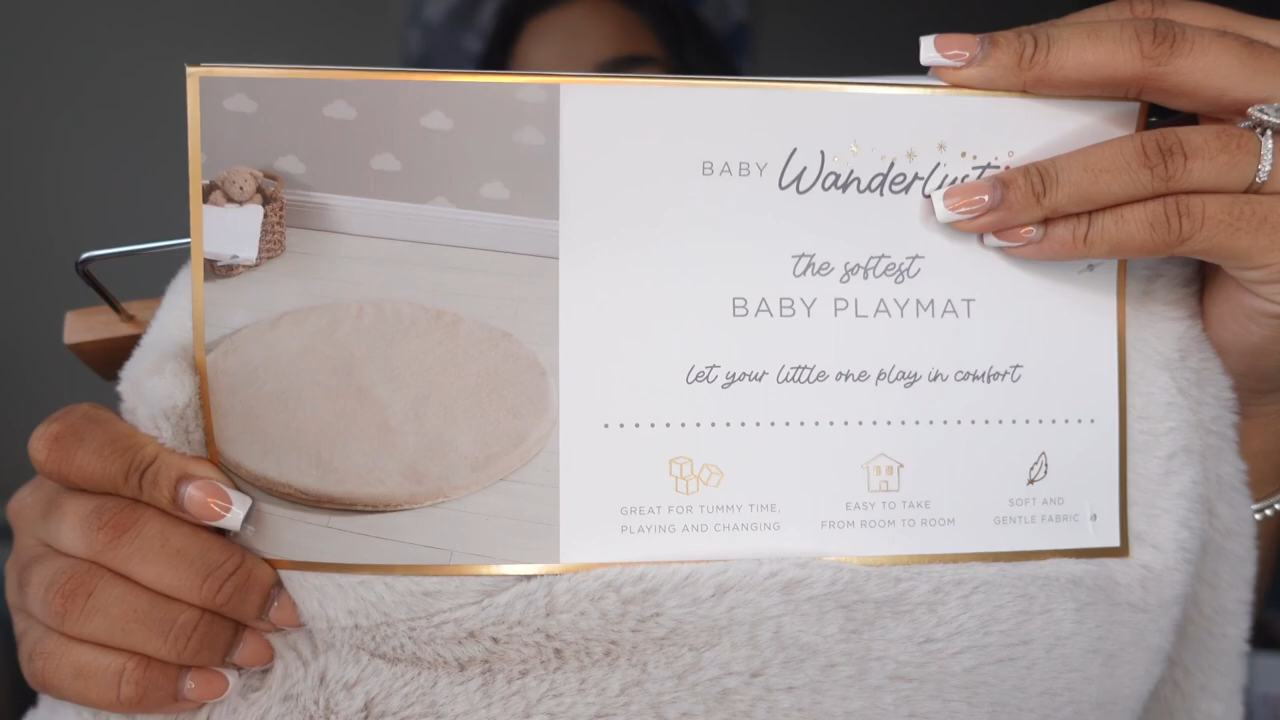 BABY Wanderlust
the softest
BABY PLAYMAT
let your little one play in comfort
GREAT FOR TUMMY TIME,
PLAYING AND CHANGING
EASY TO TAKE
FROM ROOM TO ROOM
SOFT AND
GENTLE FABRIC